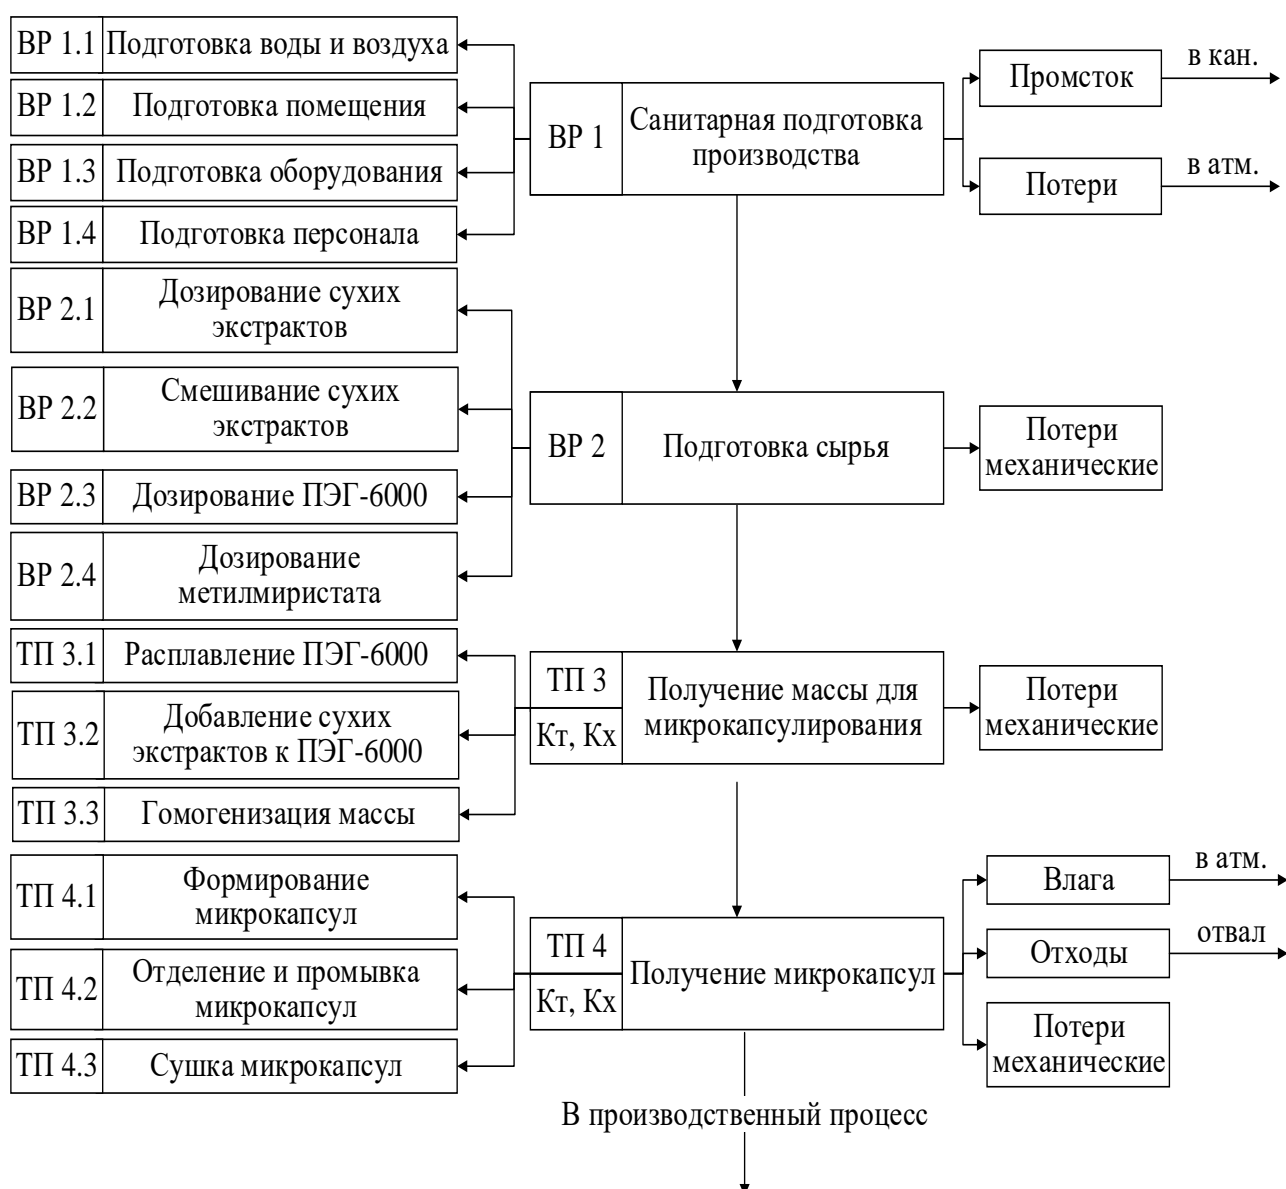 ВР 1.1 Подготовка воды и воздуха
ВР 1.2 Подготовка помещения
ВР 1.3 Подготовка оборудования
ВР 1.4 Подготовка персонала
ВР 1 Санитарная подготовка
производства
Промсток
в кан.
Потери
в атм.
ВР 2.1 Дозирование сухих
экстрактов
ВР 2.2 Смешивание сухих
экстрактов
ВР 2.3 Дозирование ПЭГ-6000
ВР 2.4 Дозирование
метилмиристата
ВР 2 Подготовка сырья
Потери
механические
ТП 3.1 Расплавление ПЭГ-6000
ТП 3.2 Добавление сухих
экстрактов к ПЭГ-6000
ТП 3.3 Гомогенизация массы
ТП 3
Кт, Кх
Получение массы для
микрокапсулирования
Потери
механические
ТП 4.1 Формирование
микрокапсул
ТП 4.2 Отделение и промывка
микрокапсул
ТП 4.3 Сушка микрокапсул
ТП 4
Кт, Кх
Получение микрокапсул
Влага
в атм.
Отходы
отвал
Потери
механические
В производственный процесс